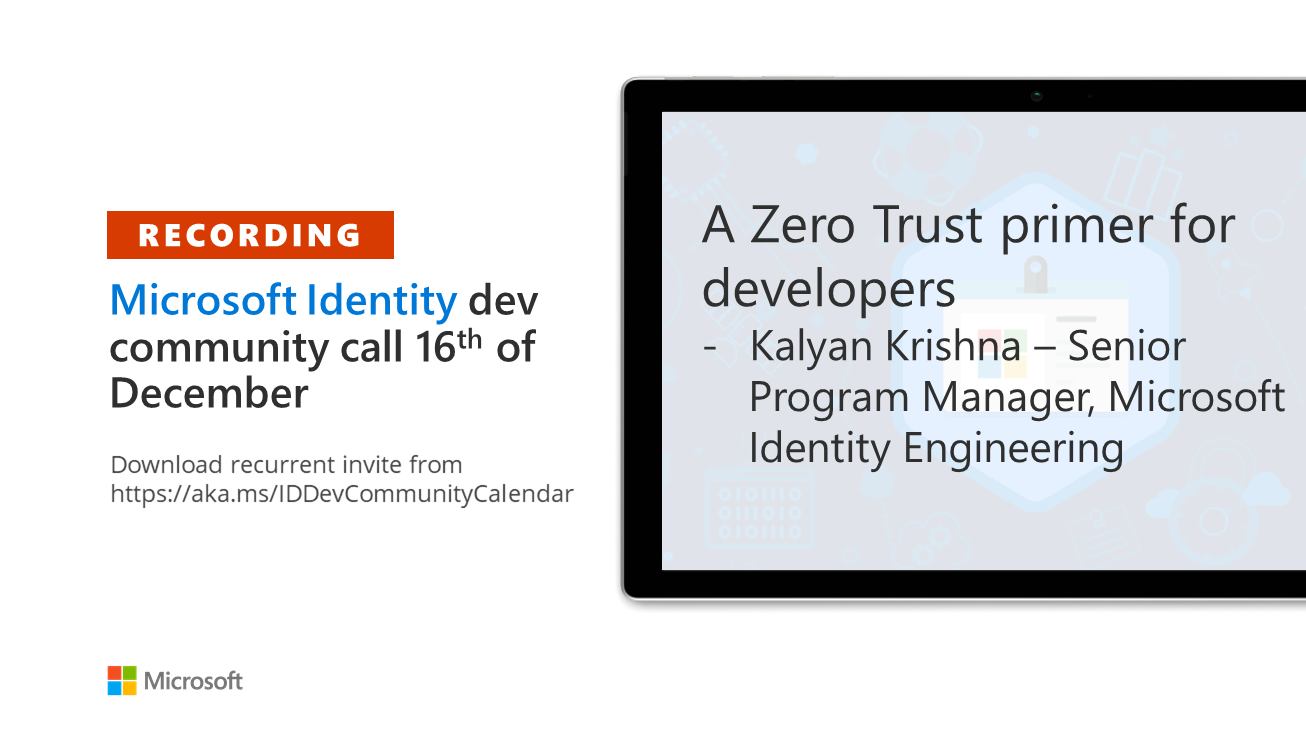 RECORDING
Microsoft Identity dev
community call 16th of
December
Download recurrent invite from
https://aka.ms/IDDevCommunityCalendar
Microsoft
A Zero Trust primer for
developers
- Kalyan Krishna – Senior
Program Manager, Microsoft
Identity Engineering